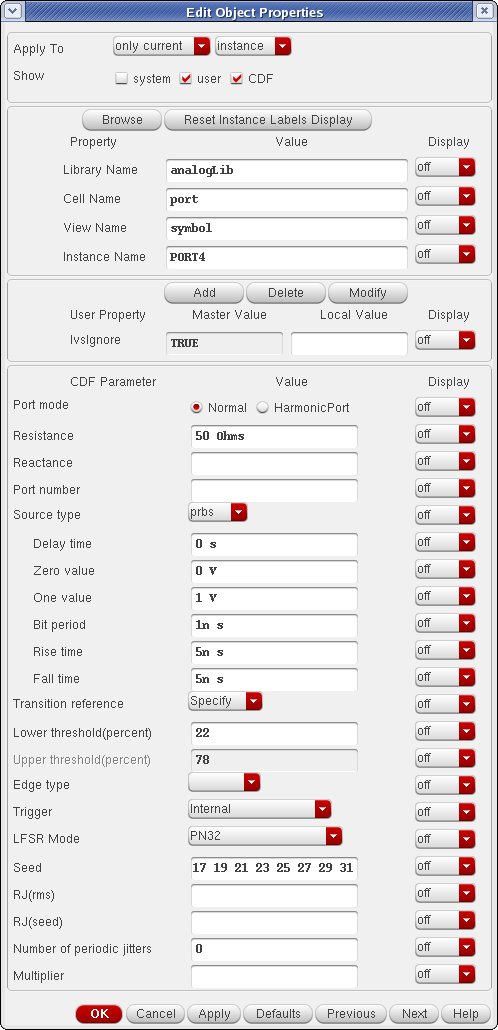 Edit Object Properties
Apply To only current instance
Show system user CDF
Browse Reset Instance Labels Display
Property Value Display
Library Name analogLib off
Cell Name port off
View Name symbol off
Instance Name PORT4 off
Add Delete Modify
User Property Master Value Local Value Display
lvsIgnore TRUE off
CDF Parameter Value Display
Port mode Normal HarmonicPort off
Resistance 50 Ohms off
Reactance off
Port number off
Source type prbs off
Delay time 0 s off
Zero value 0 V off
One value 1 V off
Bit period 1n s off
Rise time 5n s off
Fall time 5n s off
Transition reference Specify off
Lower threshold(percent) 22 off
Upper threshold(percent) 78 off
Edge type off
Trigger Internal off
LFSR Mode PN32 off
Seed 17 19 21 23 25 27 29 31 off
RJ(rms) off
RJ(seed) off
Number of periodic jitters 0 off
Multiplier off
OK Cancel Apply Defaults Previous Next Help